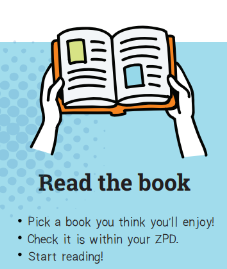 Read the book
• Pick a book you think you'll enjoy!
• Check it is within your ZPD.
• Start reading!